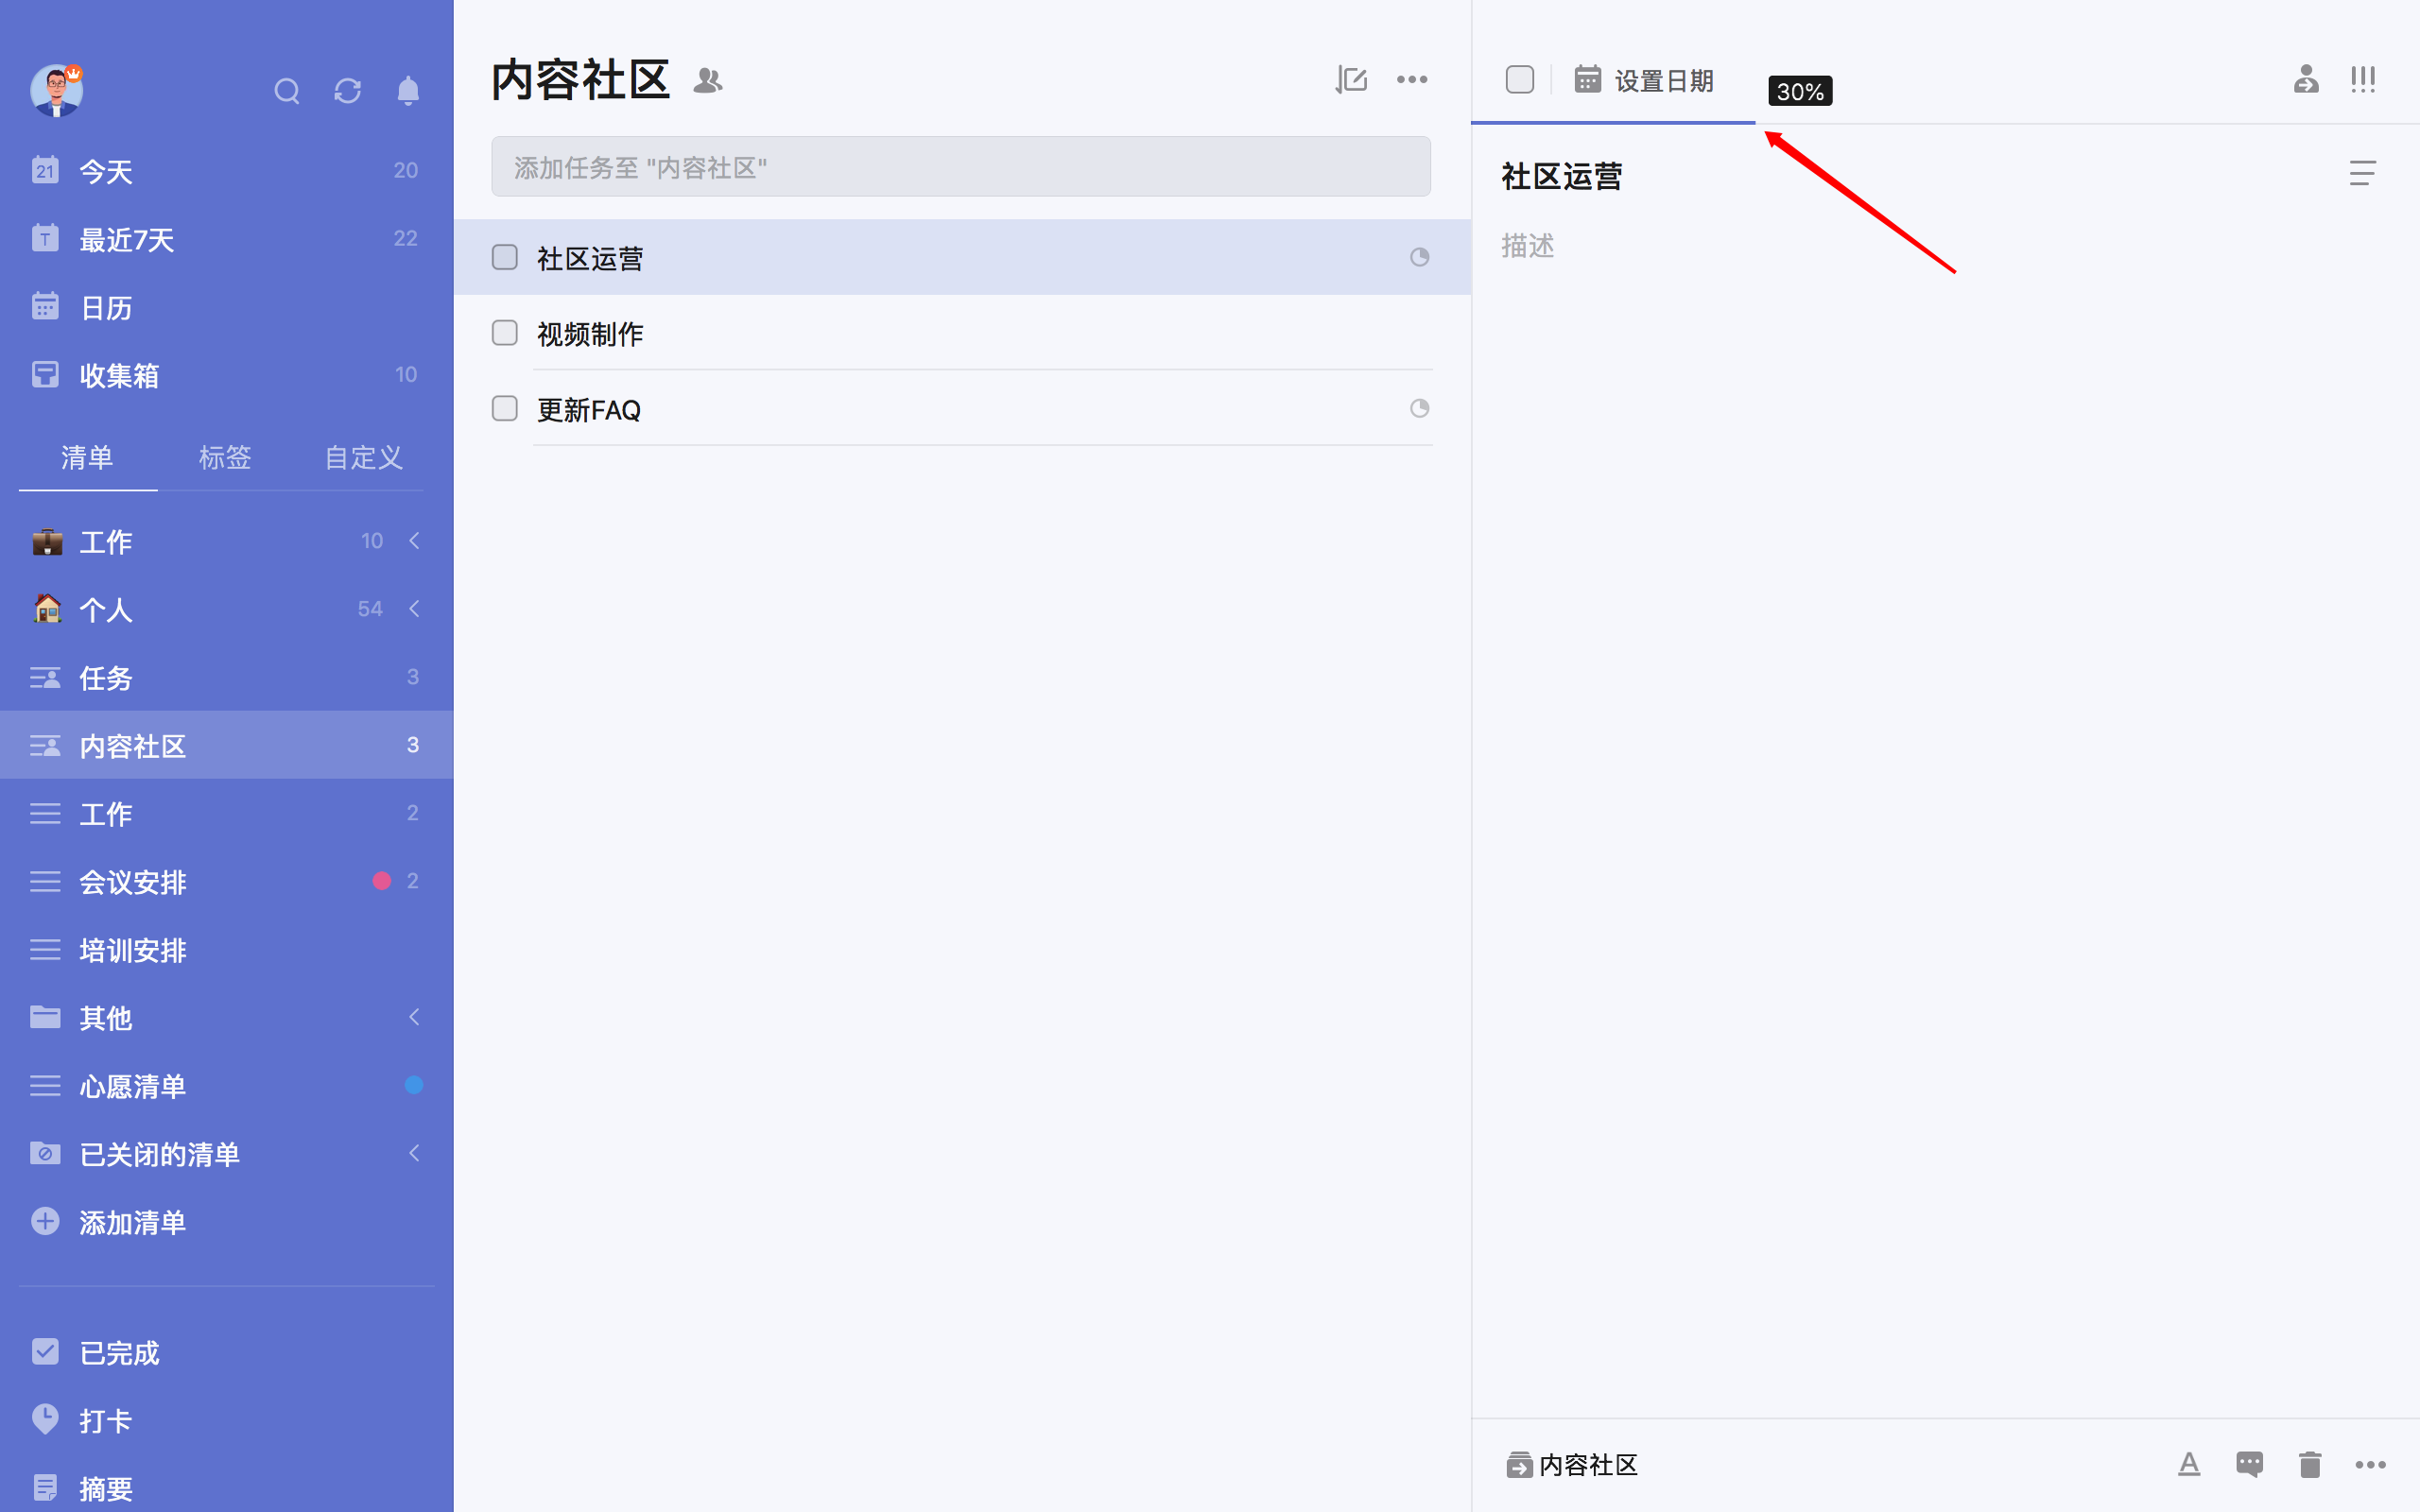 21 今天 20
T 最近7天 22
日历
收集箱 10
清单 标签 自定义
工作 10
个人 54
任务 3
内容社区 3
工作 2
会议安排 2
培训安排
其他
心愿清单
已关闭的清单
添加清单
已完成
打卡
摘要
内容社区
添加任务至 "内容社区"
社区运营
视频制作
更新FAQ
设置日期
30%
社区运营
描述
内容社区
A